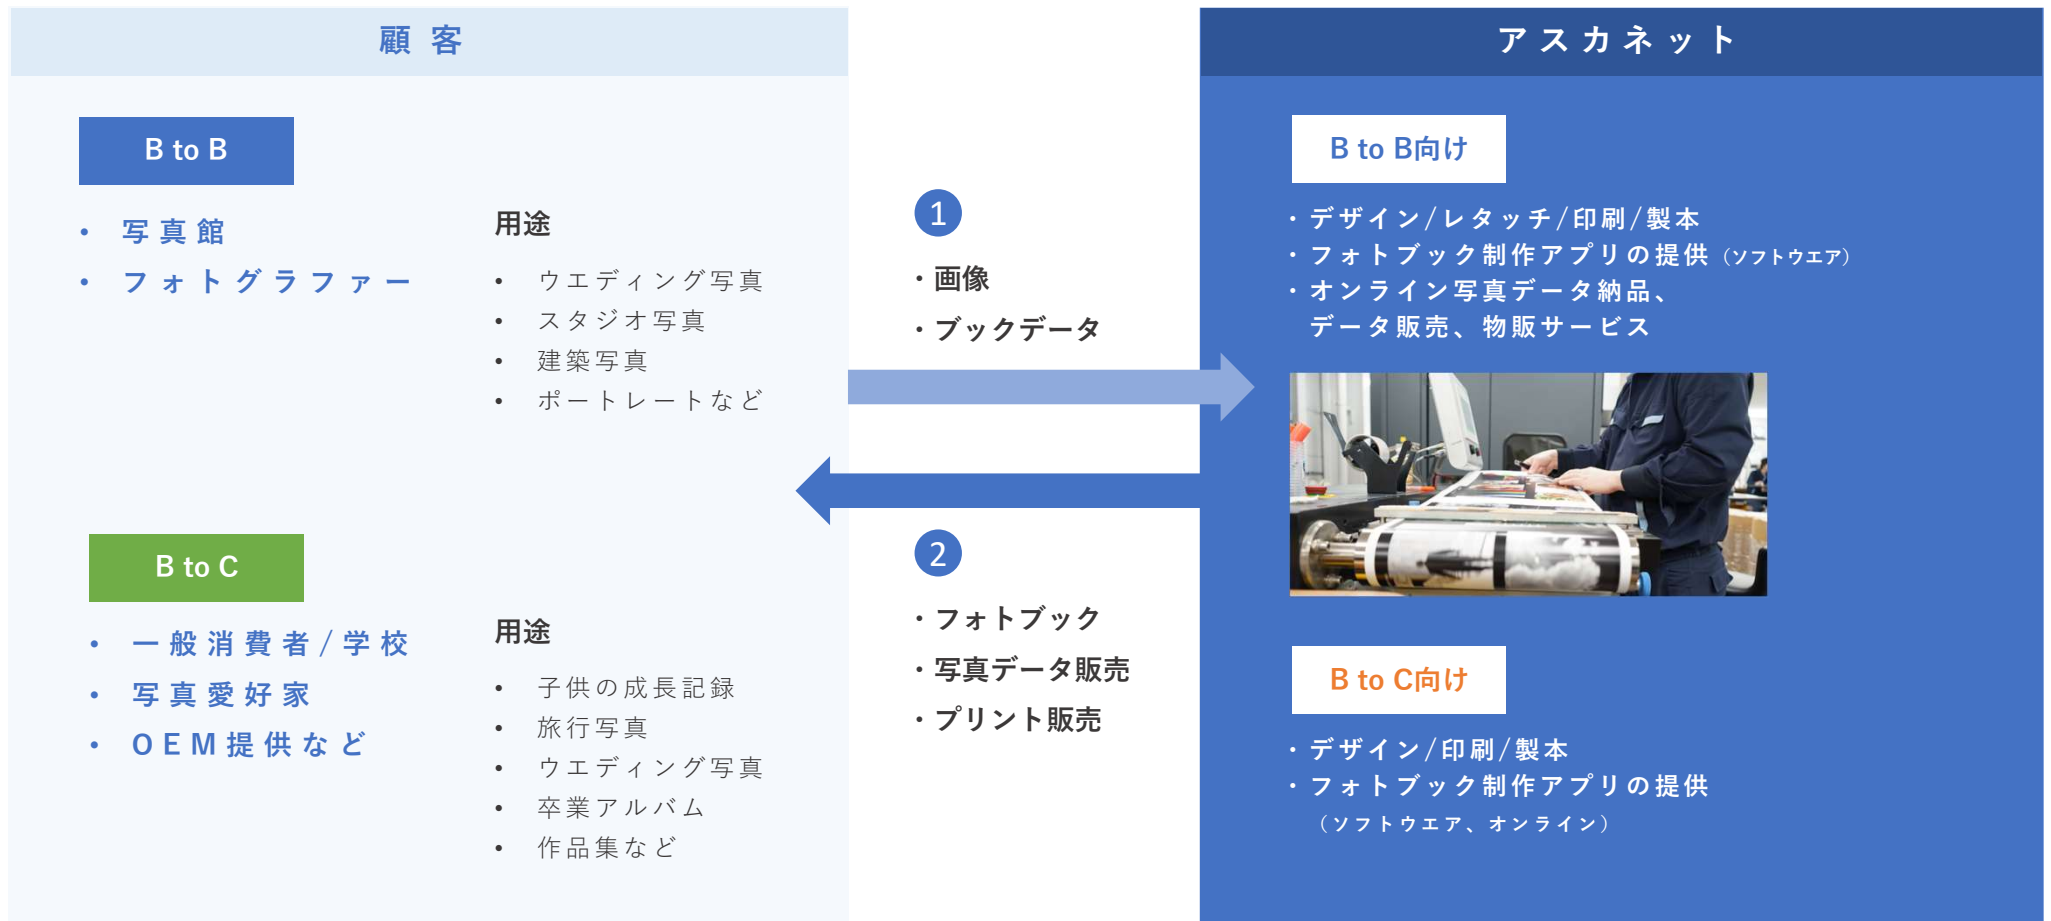 顧客
B to B
• 写真館
• フォトグラファー
用途
• ウエディング写真
• スタジオ写真
• 建築写真
• ポートレートなど
B to C
• 一般消費者/学校
• 写真愛好家
• OEM提供など
用途
• 子供の成長記録
• 旅行写真
• ウエディング写真
• 卒業アルバム
• 作品集など
1
・画像
・ブックデータ
2
・フォトブック
・写真データ販売
・プリント販売
アスカネット
B to B向け
・デザイン/レタッチ/印刷/製本
・フォトブック制作アプリの提供（ソフトウエア）
・オンライン写真データ納品、
データ販売、物販サービス
B to C向け
・デザイン/印刷/製本
・フォトブック制作アプリの提供
（ソフトウエア、オンライン）